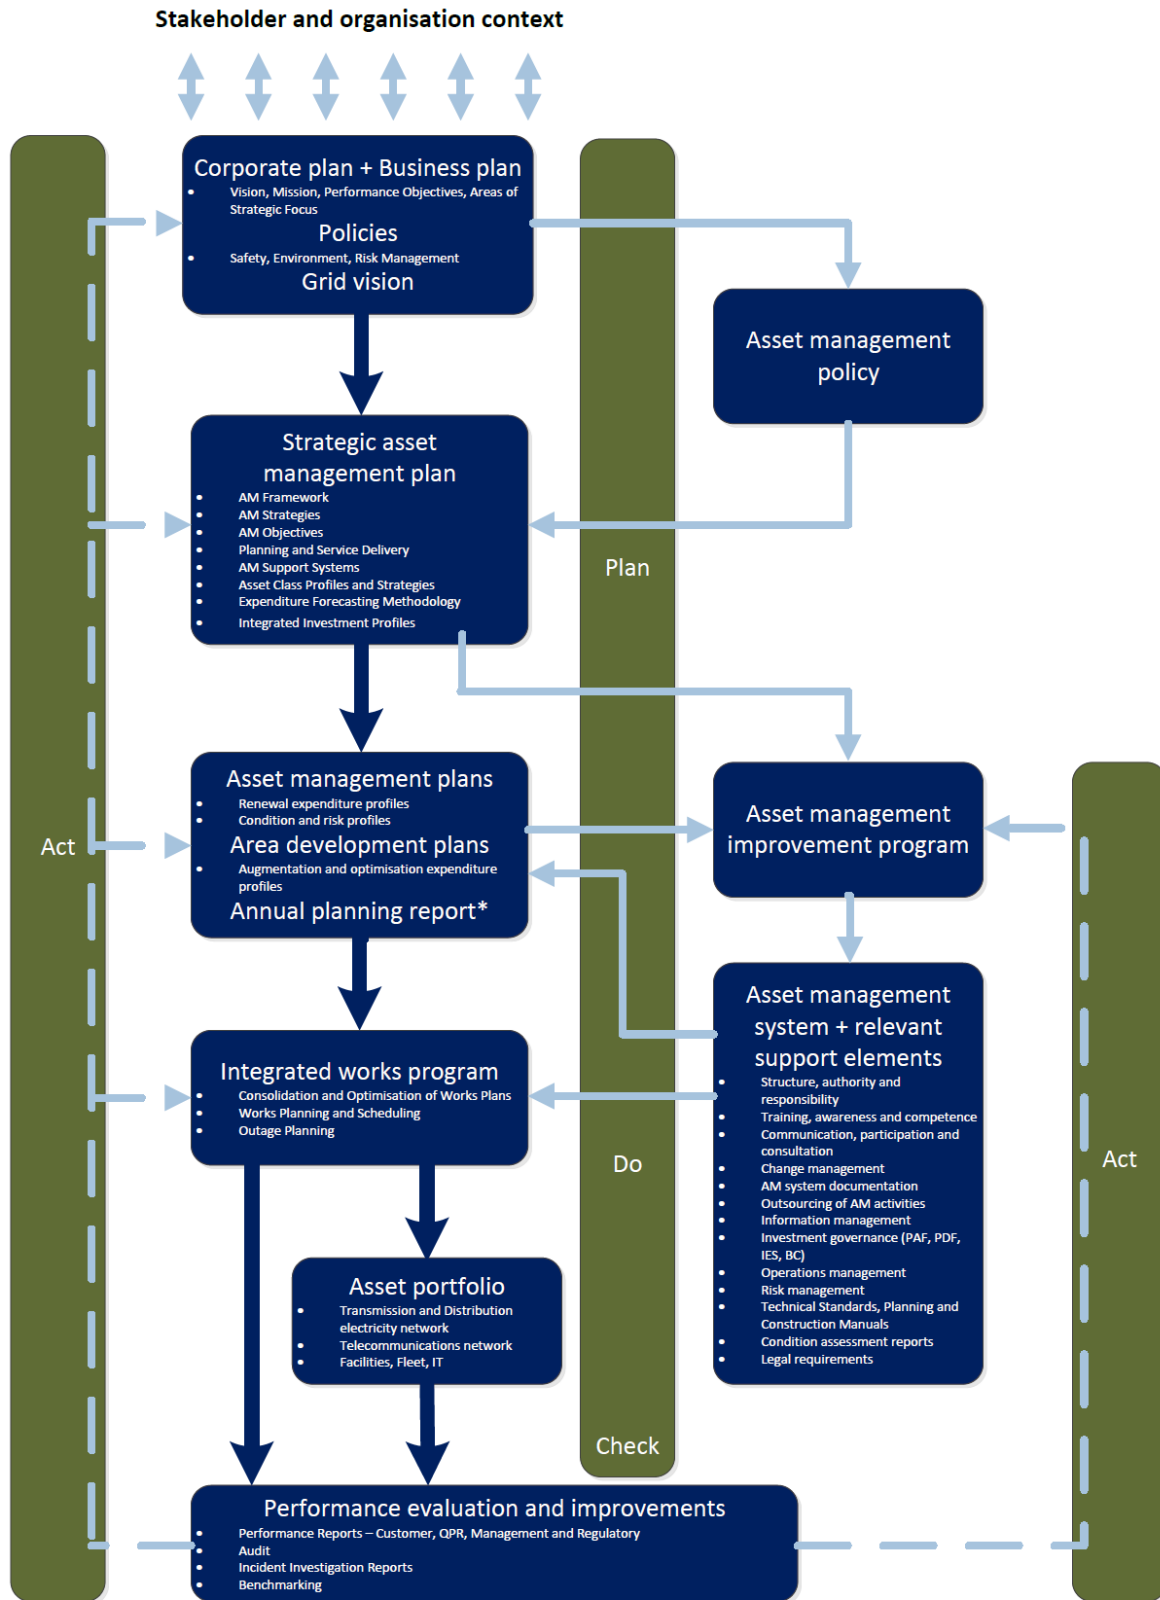 Stakeholder and organisation context
Corporate plan + Business plan
• Vision, Mission, Performance Objectives, Areas of
Strategic Focus
Policies
• Safety, Environment, Risk Management
Grid vision
Asset management
policy
Strategic asset
management plan
• AM Framework
• AM Strategies
• AM Objectives
• Planning and Service Delivery
• AM Support Systems
• Asset Class Profiles and Strategies
• Expenditure Forecasting Methodology
• Integrated Investment Profiles
Plan
Asset management plans
• Renewal expenditure profiles
• Condition and risk profiles
Area development plans
• Augmentation and optimisation expenditure
profiles
Annual planning report*
Asset management
improvement program
Act
Asset management
system + relevant
support elements
• Structure, authority and
responsibility
• Training, awareness and competence
• Communication, participation and
consultation
• Change management
• AM system documentation
• Outsourcing of AM activities
• Information management
• Investment governance (PAF, PDF,
IES, BC)
• Operations management
• Risk management
• Technical Standards, Planning and
Construction Manuals
• Condition assessment reports
• Legal requirements
Integrated works program
• Consolidation and Optimisation of Works Plans
• Works Planning and Scheduling
• Outage Planning
Do
Act
Asset portfolio
• Transmission and Distribution
electricity network
• Telecommunications network
• Facilities, Fleet, IT
Check
Performance evaluation and improvements
• Performance Reports – Customer, QPR, Management and Regulatory
• Audit
• Incident Investigation Reports
• Benchmarking